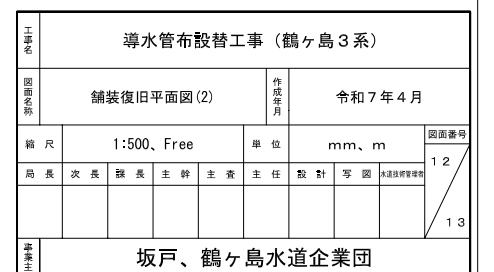 工事名 導水管布設替工事（鶴ヶ島３系）
図面名称 舗装復旧平面図(2) 作成年月 令和７年４月
縮尺 1:500、Free 単位 mm、m 図面番号
12／13
局長 次長 課長 主幹 主査 主任 設計 写図 水道技術管理者
事業主 坂戸、鶴ヶ島水道企業団